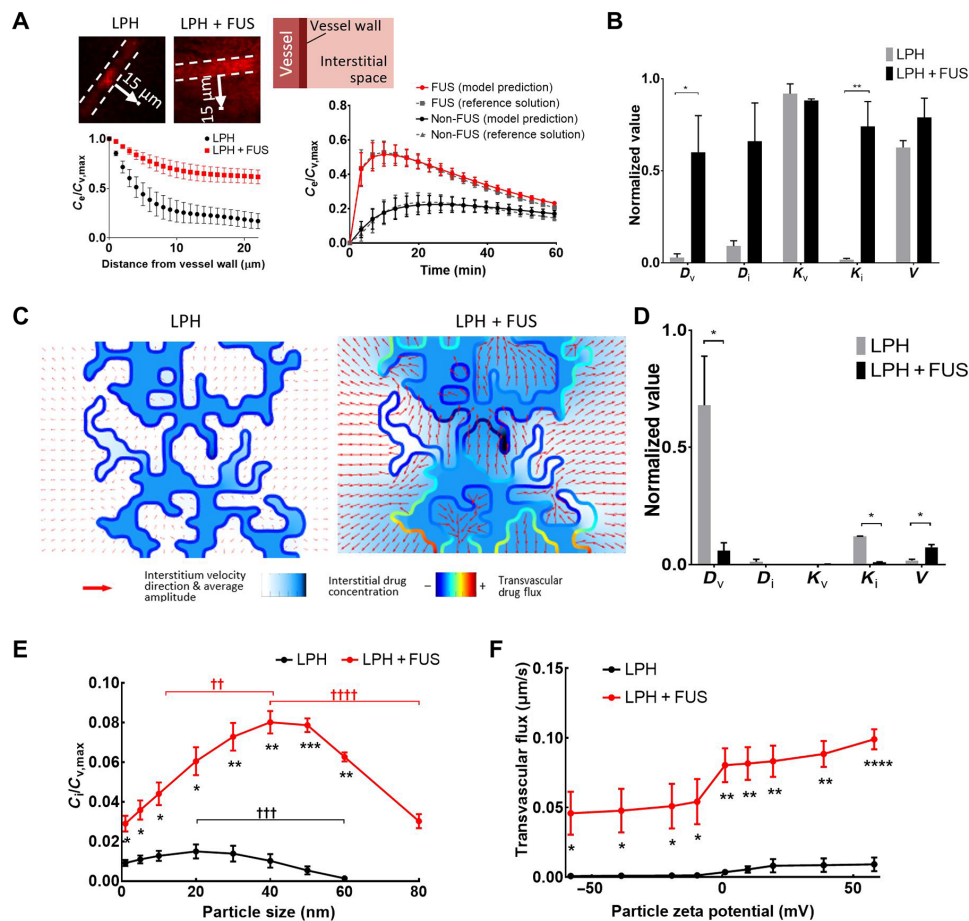 A
LPH
LPH + FUS
15 µm
15 µm
Vessel
Vessel wall
Interstitial
space
LPH
LPH + FUS
Ce/Cv,max
1.0
0.5
0.0
0
10
20
Distance from vessel wall (µm)
FUS (model prediction)
FUS (reference solution)
Non-FUS (model prediction)
Non-FUS (reference solution)
Ce/Cv,max
0.8
0.6
0.4
0.2
0.0
0
10
20
30
40
50
60
Time (min)
B
LPH
LPH + FUS
Normalized value
1.0
0.5
0.0
*
**
Dv
Di
Kv
Ki
V
C
LPH
LPH + FUS
Interstitium velocity
direction & average
amplitude
Interstitial drug
concentration
– +
Transvascular
drug flux
D
LPH
LPH + FUS
Normalized value
1.0
0.5
0.0
*
*
*
Dv
Di
Kv
Ki
V
E
LPH
LPH + FUS
Ci/Cv,max
0.10
0.08
0.06
0.04
0.02
0.00
††
††††
†††
* * * * ** ** *** **
0
20
40
60
80
Particle size (nm)
F
LPH
LPH + FUS
Transvascular flux (µm/s)
0.15
0.10
0.05
0.00
* * * * ** ** ** ** ****
−50
0
50
Particle zeta potential (mV)